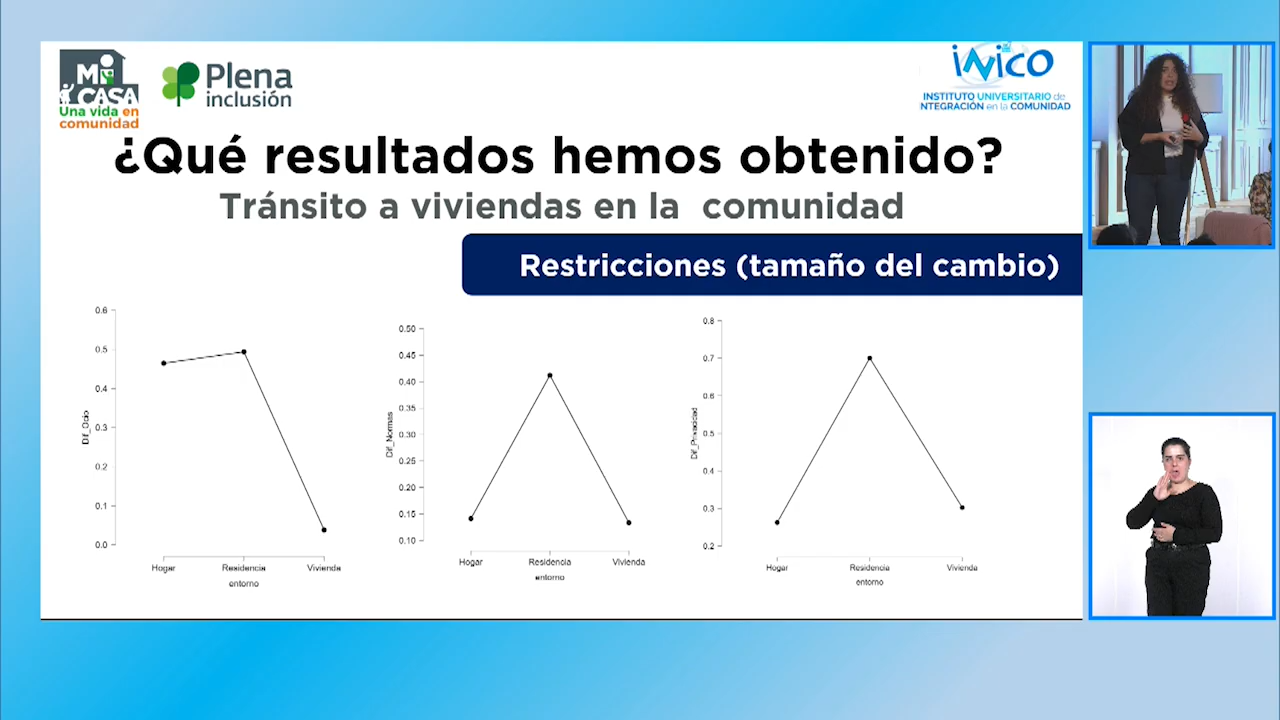 Mi
CASA
Una vida en
comunidad
Plena
inclusión
iNiCO
INSTITUTO UNIVERSITARIO de
INTEGRACIÓN en la COMUNIDAD
¿Qué resultados hemos obtenido?
Tránsito a viviendas en la comunidad
Restricciones (tamaño del cambio)
0.6
0.5
0.4
0.3
0.2
0.1
0.0
Dif_Ocio
Hogar Residencia Vivienda
entorno
0.50
0.45
0.40
0.35
0.30
0.25
0.20
0.15
0.10
Dif_Normas
Hogar Residencia Vivienda
entorno
0.8
0.7
0.6
0.5
0.4
0.3
0.2
Dif_Privacidad
Hogar Residencia Vivienda
entorno